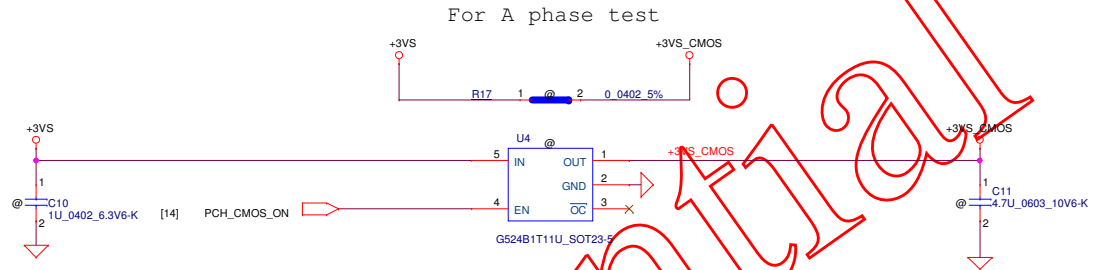 For A phase test
+3VS
+3VS_CMOS
R17 1 @ 2 0_0402_5%
+3VS
+3VS_CMOS
U4
@
+3VS_CMOS
5 IN OUT 1
GND 2
1
@ C10
1U_0402_6.3V6-K
2
[14] PCH_CMOS_ON
4 EN OC 3
1
@ C11
4.7U_0603_10V6-K
2
G524B1T11U_SOT23-5